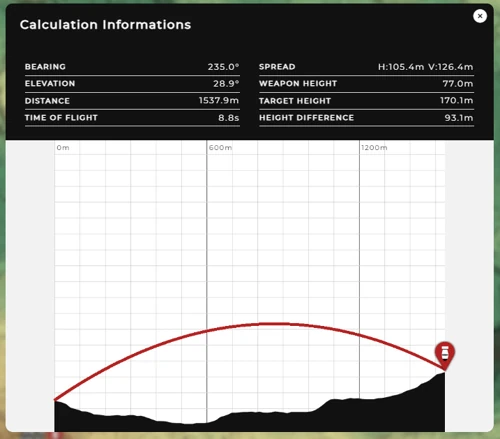 Calculation Informations
BEARING 235.0°
ELEVATION 28.9°
DISTANCE 1537.9m
TIME OF FLIGHT 8.8s
SPREAD H:105.4m V:126.4m
WEAPON HEIGHT 77.0m
TARGET HEIGHT 170.1m
HEIGHT DIFFERENCE 93.1m
0m 600m 1200m